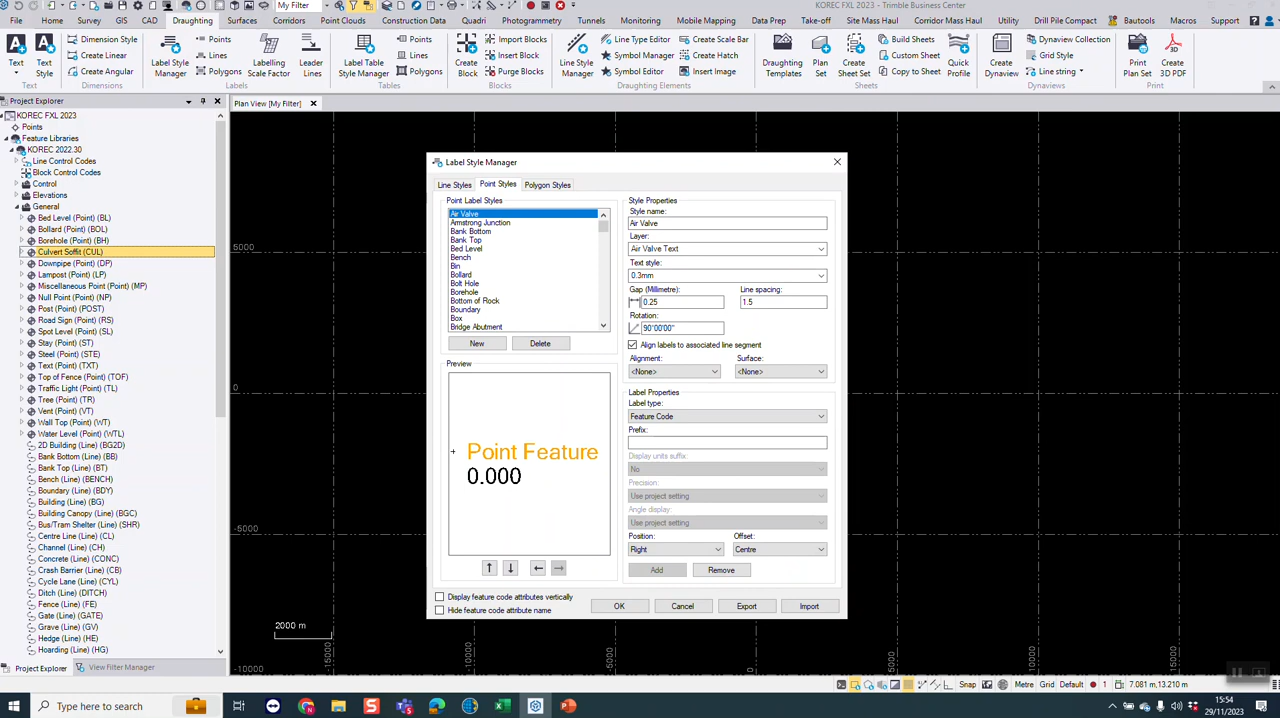 My Filter
KOREC FXL 2023 - Trimble Business Center
File Home Survey GIS CAD Draughting Surfaces Corridors Point Clouds Construction Data Quadri Photogrammetry Tunnels Monitoring Mobile Mapping Data Prep Take-off Site Mass Haul Corridor Mass Haul Utility Drill Pile Compact Bautools Macros Support
Text
Text Style
Dimension Style
Create Linear
Create Angular
Text
Dimensions
Label Style Manager
Points
Lines
Polygons
Labelling Scale Factor
Leader Lines
Labels
Label Table Style Manager
Points
Lines
Polygons
Tables
Create Block
Import Blocks
Insert Block
Purge Blocks
Blocks
Line Style Manager
Line Type Editor
Symbol Manager
Symbol Editor
Create Scale Bar
Create Hatch
Insert Image
Draughting Elements
Draughting Templates
Plan Set
Create Sheet Set
Build Sheets
Custom Sheet
Copy to Sheet
Quick Profile
Sheets
Create Dynaview
Dynaview Collection
Grid Style
Line string
Dynaviews
Print Plan Set
Create 3D PDF
Print
Project Explorer
KOREC FXL 2023
Points
Feature Libraries
KOREC 2022.30
Line Control Codes
Block Control Codes
Control
Elevations
General
Bed Level (Point) (BL)
Bollard (Point) (BOL)
Borehole (Point) (BH)
Culvert Soffit (CUL)
Downpipe (Point) (DP)
Lampost (Point) (LP)
Miscellaneous Point (Point) (MP)
Null Point (Point) (NP)
Post (Point) (POST)
Road Sign (Point) (RS)
Spot Level (Point) (SL)
Stay (Point) (ST)
Steel (Point) (STE)
Text (Point) (TXT)
Top of Fence (Point) (TOF)
Traffic Light (Point) (TL)
Tree (Point) (TR)
Vent (Point) (VT)
Wall Top (Point) (WT)
Water Level (Point) (WTL)
2D Building (Line) (BG2D)
Bank Bottom (Line) (BB)
Bank Top (Line) (BT)
Bench (Line) (BENCH)
Boundary (Line) (BDY)
Building (Line) (BG)
Building Canopy (Line) (BGC)
Bus/Tram Shelter (Line) (SHR)
Centre Line (Line) (CL)
Channel (Line) (CH)
Concrete (Line) (CONC)
Crash Barrier (Line) (CB)
Cycle Lane (Line) (CYL)
Ditch (Line) (DITCH)
Fence (Line) (FE)
Gate (Line) (GATE)
Grave (Line) (GV)
Hedge (Line) (HE)
Hoarding (Line) (HG)
Project Explorer
View Filter Manager
Plan View [My Filter]
5000
0
-5000
-10000
2000 m
-15000
-10000
-5000
0
5000
10000
15000
Label Style Manager
Line Styles Point Styles Polygon Styles
Point Label Styles
Air Valve
Armstrong Junction
Bank Bottom
Bank Top
Bed Level
Bench
Bin
Bollard
Bolt Hole
Borehole
Bottom of Rock
Boundary
Box
Bridge Abutment
New Delete
Preview
Point Feature
0.000
Display feature code attributes vertically
Hide feature code attribute name
Style Properties
Style name:
Air Valve
Layer:
Air Valve Text
Text style:
0.3mm
Gap (Millimetre): Line spacing:
0.25 1.5
Rotation:
90°00'00"
Align labels to associated line segment
Alignment: Surface:
<None> <None>
Label Properties
Label type:
Feature Code
Prefix:
Display units suffix:
No
Precision:
Use project setting
Angle display:
Use project setting
Position: Offset:
Right Centre
Add Remove
OK Cancel Export Import
Snap Metre Grid Default 1 7.081 m,13.210 m
Type here to search
15:54
29/11/2023